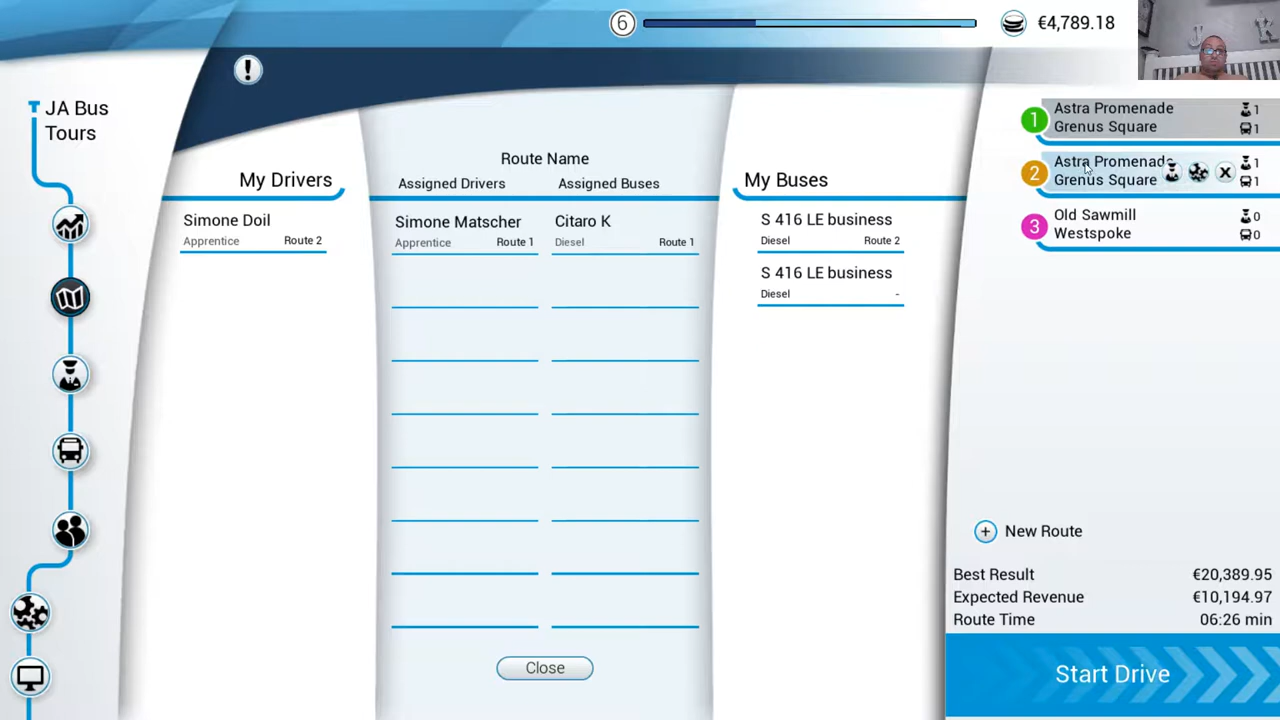 6
€4,789.18
JA Bus
Tours
My Drivers
Simone Doil
Apprentice Route 2
Route Name
Assigned Drivers Assigned Buses
Simone Matscher Citaro K
Apprentice Route 1 Diesel Route 1
Close
My Buses
S 416 LE business
Diesel Route 2
S 416 LE business
Diesel -
1 Astra Promenade 1
Grenus Square 1
2 Astra Promenade 1
Grenus Square 1
3 Old Sawmill 0
Westspoke 0
+ New Route
Best Result €20,389.95
Expected Revenue €10,194.97
Route Time 06:26 min
Start Drive
J K